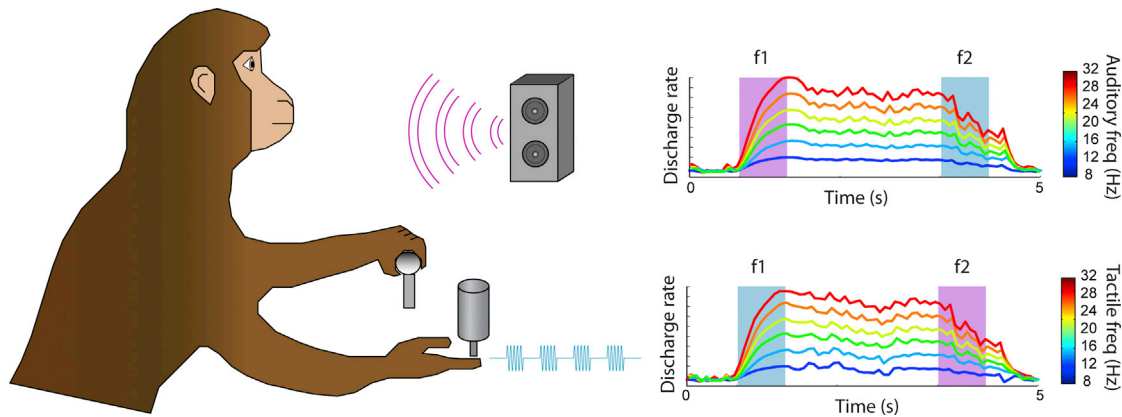 f1
f2
Discharge rate
0
5
Time (s)
32
28
24
20
16
12
8
Auditory freq (Hz)
f1
f2
Discharge rate
0
5
Time (s)
32
28
24
20
16
12
8
Tactile freq (Hz)